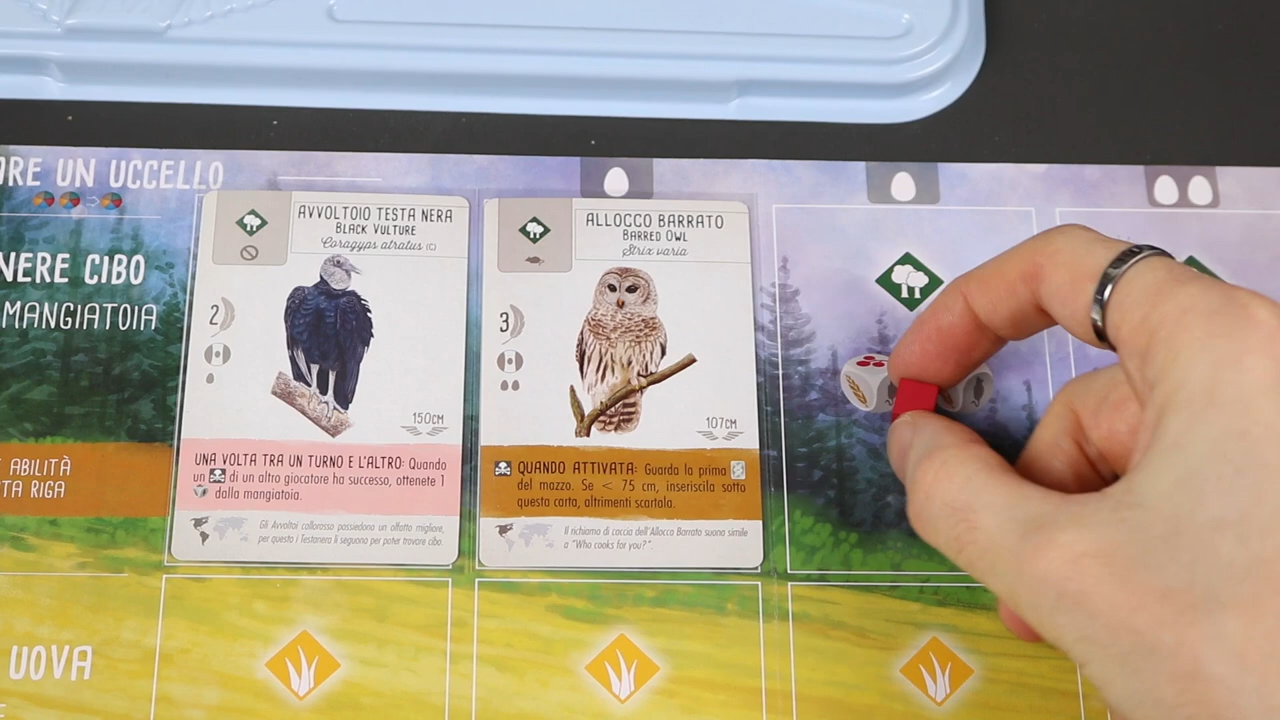 ARE UN UCCELLO
NERE CIBO
MANGIATOIA
ABILITÀ
TA RIGA
UOVA
AVVOLTOIO TESTA NERA
BLACK VULTURE
Coragyps atratus (C)
2
150CM
UNA VOLTA TRA UN TURNO E L'ALTRO: Quando
un di un altro giocatore ha successo, ottenete 1
dalla mangiatoia.
Gli Avvoltoi collorosso possiedono un olfatto migliore,
per questo i Testanera li seguono per poter trovare cibo.
ALLOCCO BARRATO
BARRED OWL
Strix varia
3
107CM
QUANDO ATTIVATA: Guarda la prima
del mazzo. Se < 75 cm, inseriscila sotto
questa carta, altrimenti scartala.
Il richiamo di caccia dell'Allocco Barrato suona simile
a "Who cooks for you?".